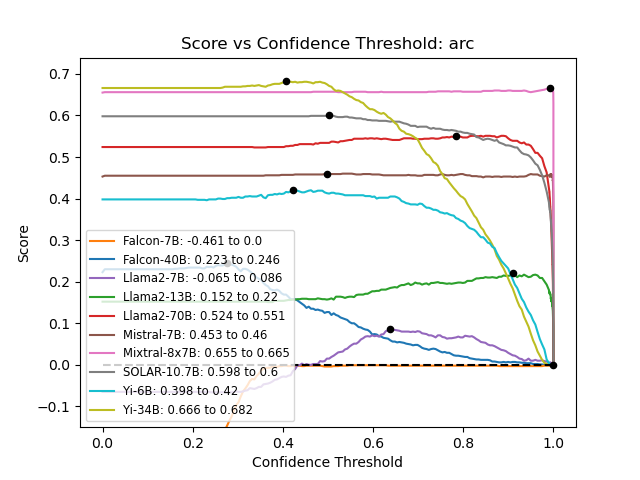 Score vs Confidence Threshold: arc
0.7
0.6
0.5
0.4
0.3
0.2
0.1
0.0
−0.1
Score
Falcon-7B: -0.461 to 0.0
Falcon-40B: 0.223 to 0.246
Llama2-7B: -0.065 to 0.086
Llama2-13B: 0.152 to 0.22
Llama2-70B: 0.524 to 0.551
Mistral-7B: 0.453 to 0.46
Mixtral-8x7B: 0.655 to 0.665
SOLAR-10.7B: 0.598 to 0.6
Yi-6B: 0.398 to 0.42
Yi-34B: 0.666 to 0.682
0.0 0.2 0.4 0.6 0.8 1.0
Confidence Threshold